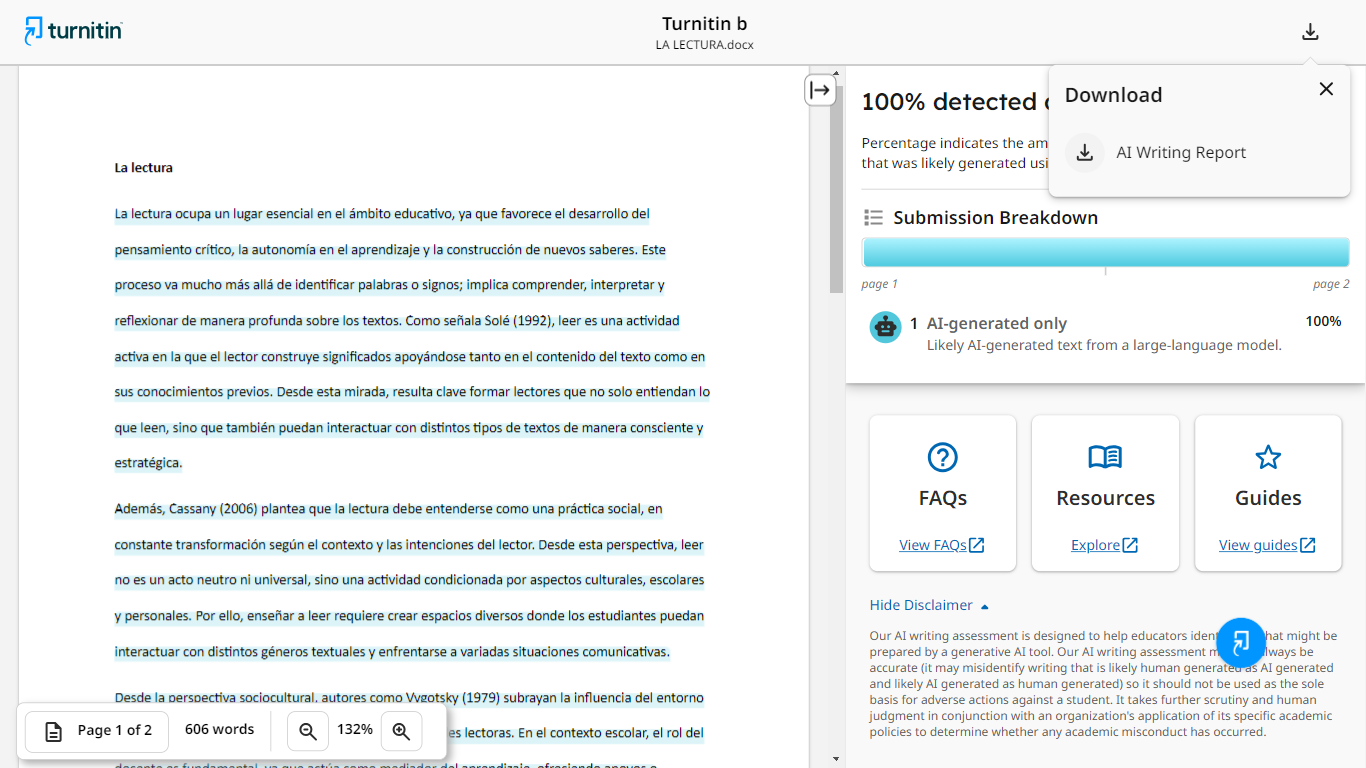 turnitin
Turnitin b
LA LECTURA.docx
Download
AI Writing Report
100% detected
Percentage indicates the am
that was likely generated usi
Submission Breakdown
page 1
page 2
1 AI-generated only 100%
Likely AI-generated text from a large-language model.
FAQs
View FAQs
Resources
Explore
Guides
View guides
Hide Disclaimer
Our AI writing assessment is designed to help educators that might be
prepared by a generative AI tool. Our AI writing assessment always be
accurate (it may misidentify writing that is likely human generated as AI generated
and likely AI generated as human generated) so it should not be used as the sole
basis for adverse actions against a student. It takes further scrutiny and human
judgment in conjunction with an organization's application of its specific academic
policies to determine whether any academic misconduct has occurred.
La lectura
La lectura ocupa un lugar esencial en el ámbito educativo, ya que favorece el desarrollo del
pensamiento crítico, la autonomía en el aprendizaje y la construcción de nuevos saberes. Este
proceso va mucho más allá de identificar palabras o signos; implica comprender, interpretar y
reflexionar de manera profunda sobre los textos. Como señala Solé (1992), leer es una actividad
activa en la que el lector construye significados apoyándose tanto en el contenido del texto como en
sus conocimientos previos. Desde esta mirada, resulta clave formar lectores que no solo entiendan lo
que leen, sino que también puedan interactuar con distintos tipos de textos de manera consciente y
estratégica.
Además, Cassany (2006) plantea que la lectura debe entenderse como una práctica social, en
constante transformación según el contexto y las intenciones del lector. Desde esta perspectiva, leer
no es un acto neutro ni universal, sino una actividad condicionada por aspectos culturales, escolares
y personales. Por ello, enseñar a leer requiere crear espacios diversos donde los estudiantes puedan
interactuar con distintos géneros textuales y enfrentarse a variadas situaciones comunicativas.
Desde la perspectiva sociocultural, autores como Vygotsky (1979) subrayan la influencia del entorno
es lectoras. En el contexto escolar, el rol del
docente es fundamental, ya que actúa como mediador del aprendizaje, ofreciendo apoyos o
Page 1 of 2
606 words
132%